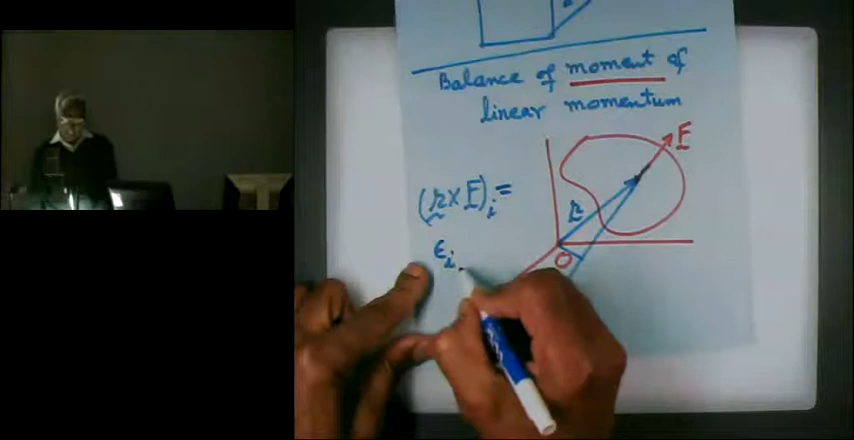 Balance of moment of
linear momentum
F
(r × F)i =
r
ϵi
O